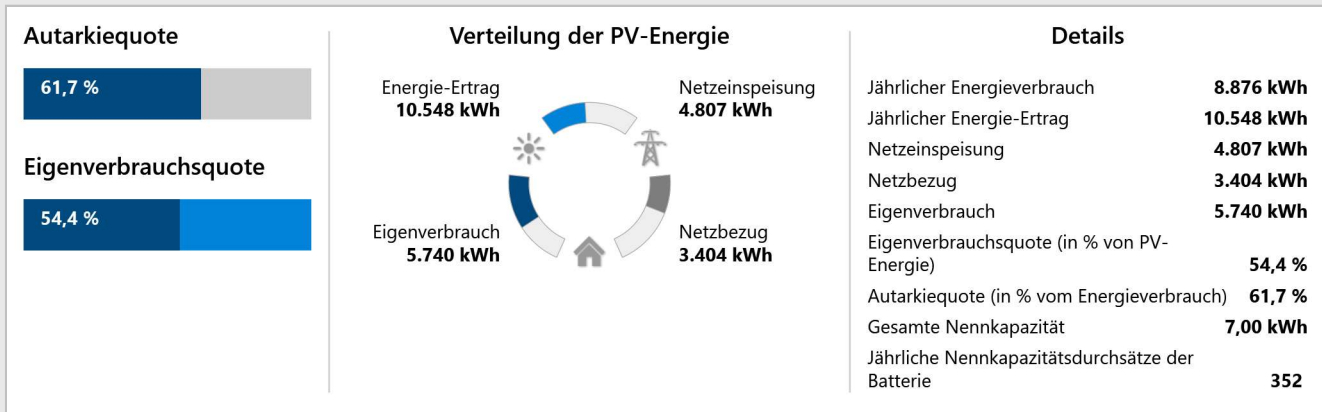 Autarkiequote
61,7 %
Eigenverbrauchsquote
54,4 %
Verteilung der PV-Energie
Energie-Ertrag
10.548 kWh
Netzeinspeisung
4.807 kWh
Eigenverbrauch
5.740 kWh
Netzbezug
3.404 kWh
Details
Jährlicher Energieverbrauch 8.876 kWh
Jährlicher Energie-Ertrag 10.548 kWh
Netzeinspeisung 4.807 kWh
Netzbezug 3.404 kWh
Eigenverbrauch 5.740 kWh
Eigenverbrauchsquote (in % von PV-
Energie) 54,4 %
Autarkiequote (in % vom Energieverbrauch) 61,7 %
Gesamte Nennkapazität 7,00 kWh
Jährliche Nennkapazitätsdurchsätze der
Batterie 352